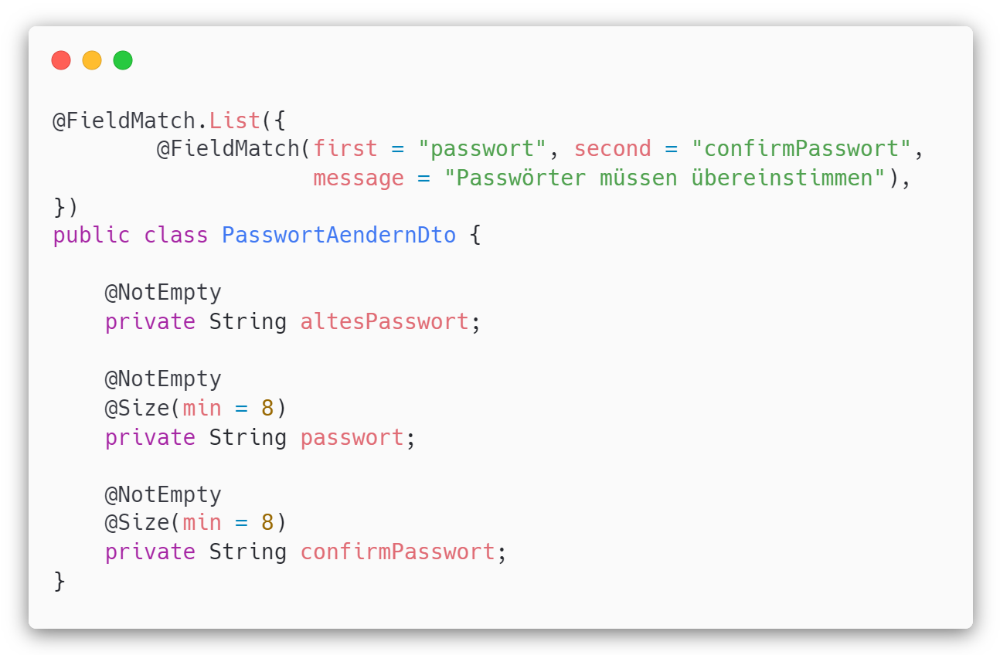 @FieldMatch.List({
        @FieldMatch(first = "passwort", second = "confirmPasswort",
                    message = "Passwörter müssen übereinstimmen"),
})
public class PasswortAendernDto {

    @NotEmpty
    private String altesPasswort;

    @NotEmpty
    @Size(min = 8)
    private String passwort;

    @NotEmpty
    @Size(min = 8)
    private String confirmPasswort;
}